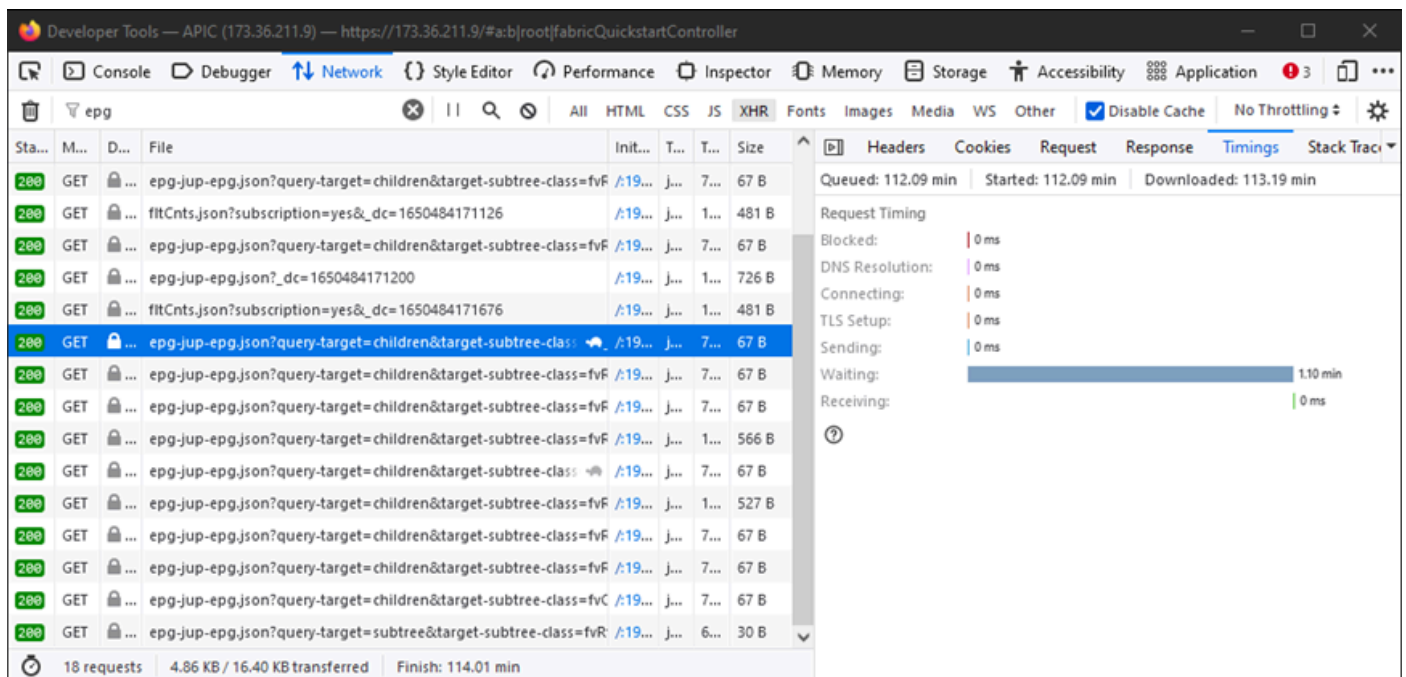 Developer Tools — APIC (173.36.211.9) — https://173.36.211.9/#a:b|root|fabricQuickstartController
Console Debugger Network {} Style Editor Performance Inspector Memory Storage Accessibility Application 3
epg All HTML CSS JS XHR Fonts Images Media WS Other Disable Cache No Throttling
Sta... M... D... File Init... T... T... Size
Headers Cookies Request Response Timings Stack Trac
200 GET ... epg-jup-epg.json?query-target=children&target-subtree-class=fvR /:19... j... 7... 67 B
200 GET ... fltCnts.json?subscription=yes&_dc=1650484171126 /:19... j... 1... 481 B
200 GET ... epg-jup-epg.json?query-target=children&target-subtree-class=fvR /:19... j... 7... 67 B
200 GET ... epg-jup-epg.json?_dc=1650484171200 /:19... j... 1... 726 B
200 GET ... fltCnts.json?subscription=yes&_dc=1650484171676 /:19... j... 1... 481 B
200 GET ... epg-jup-epg.json?query-target=children&target-subtree-class /:19... j... 7... 67 B
200 GET ... epg-jup-epg.json?query-target=children&target-subtree-class=fvR /:19... j... 7... 67 B
200 GET ... epg-jup-epg.json?query-target=children&target-subtree-class=fvR /:19... j... 7... 67 B
200 GET ... epg-jup-epg.json?query-target=children&target-subtree-class=fvR /:19... j... 1... 566 B
200 GET ... epg-jup-epg.json?query-target=children&target-subtree-class /:19... j... 7... 67 B
200 GET ... epg-jup-epg.json?query-target=children&target-subtree-class=fvR /:19... j... 1... 527 B
200 GET ... epg-jup-epg.json?query-target=children&target-subtree-class=fvR /:19... j... 7... 67 B
200 GET ... epg-jup-epg.json?query-target=children&target-subtree-class=fvR /:19... j... 7... 67 B
200 GET ... epg-jup-epg.json?query-target=children&target-subtree-class=fvC /:19... j... 7... 67 B
200 GET ... epg-jup-epg.json?query-target=subtree&target-subtree-class=fvR /:19... j... 6... 30 B
18 requests 4.86 KB / 16.40 KB transferred Finish: 114.01 min
Queued: 112.09 min Started: 112.09 min Downloaded: 113.19 min
Request Timing
Blocked: 0 ms
DNS Resolution: 0 ms
Connecting: 0 ms
TLS Setup: 0 ms
Sending: 0 ms
Waiting: 1.10 min
Receiving: 0 ms